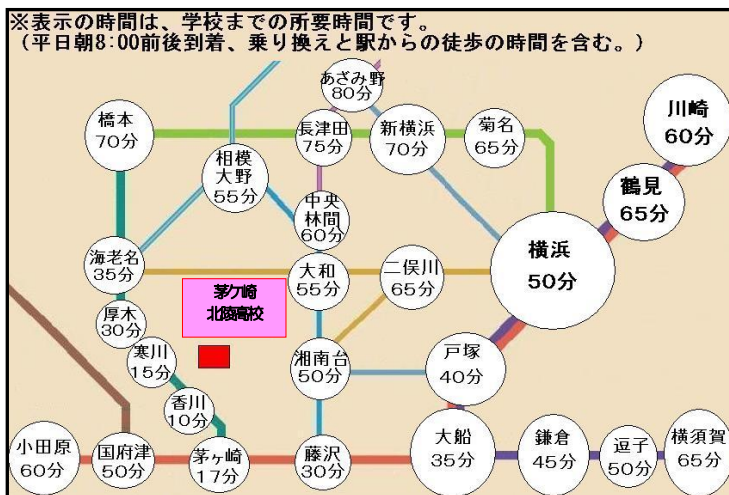 ※表示の時間は、学校までの所要時間です。
（平日朝8:00前後到着、乗り換えと駅からの徒歩の時間を含む。）
あざみ野
80分
橋本
70分
長津田
75分
新横浜
70分
菊名
65分
川崎
60分
相模
大野
55分
鶴見
65分
中央
林間
60分
海老名
35分
大和
55分
二俣川
65分
横浜
50分
茅ケ崎
北陵高校
厚木
30分
寒川
15分
湘南台
50分
戸塚
40分
香川
10分
小田原
60分
国府津
50分
茅ヶ崎
17分
藤沢
30分
大船
35分
鎌倉
45分
逗子
50分
横須賀
65分